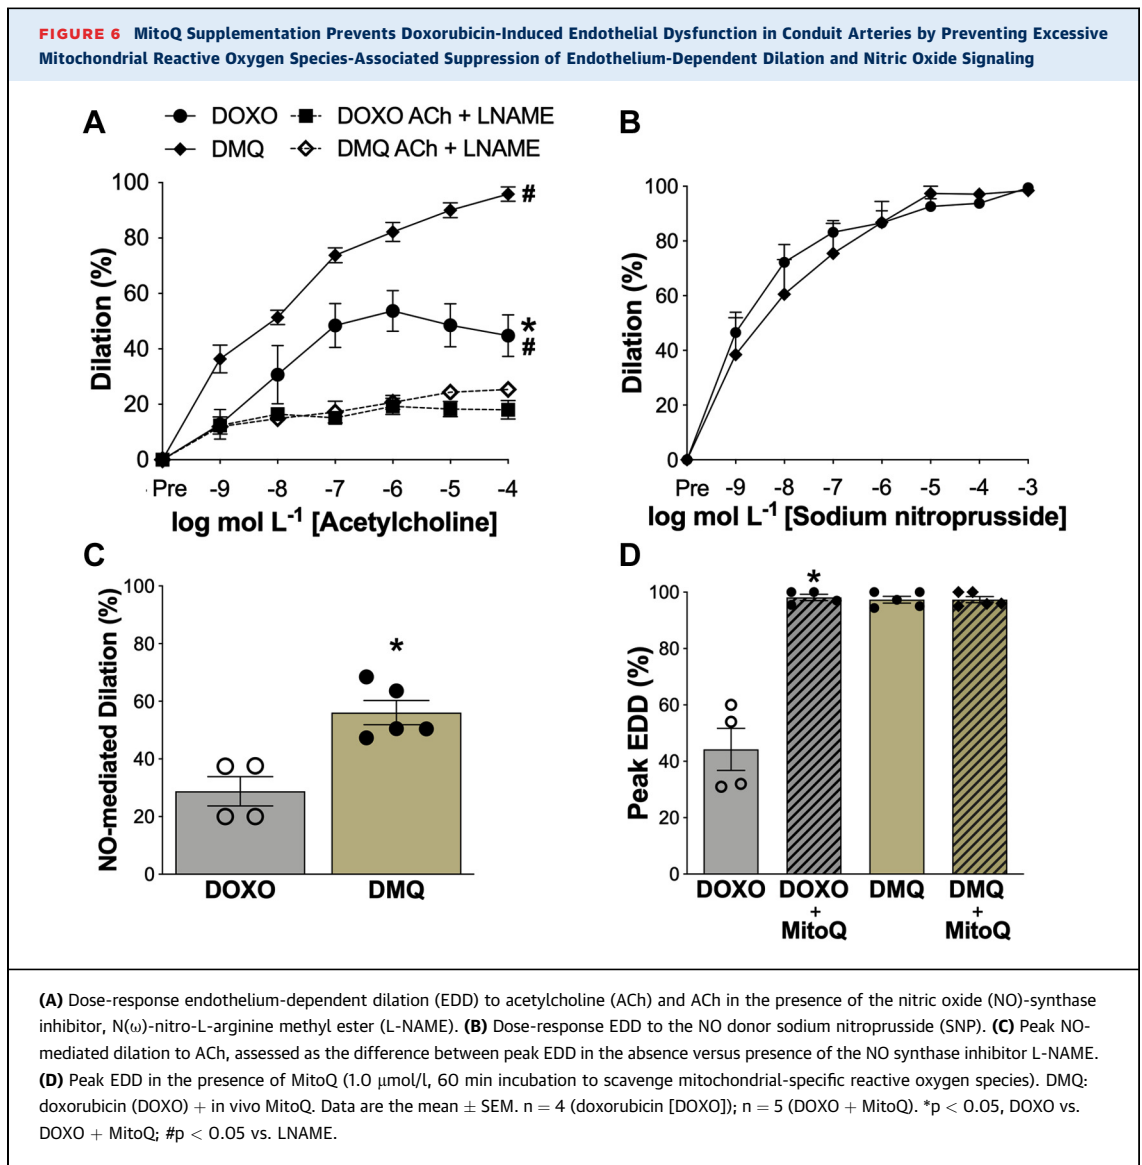 FIGURE 6 MitoQ Supplementation Prevents Doxorubicin-Induced Endothelial Dysfunction in Conduit Arteries by Preventing Excessive
Mitochondrial Reactive Oxygen Species-Associated Suppression of Endothelium-Dependent Dilation and Nitric Oxide Signaling
A
DOXO
DOXO ACh + LNAME
DMQ
DMQ ACh + LNAME
Dilation (%)
100
80
60
40
20
0
#
*
#
Pre -9 -8 -7 -6 -5 -4
log mol L⁻¹ [Acetylcholine]
B
Dilation (%)
100
80
60
40
20
0
Pre -9 -8 -7 -6 -5 -4 -3
log mol L⁻¹ [Sodium nitroprusside]
C
NO-mediated Dilation (%)
100
80
60
40
20
0
*
DOXO DMQ
D
Peak EDD (%)
100
80
60
40
20
0
*
DOXO DOXO DMQ DMQ
+ +
MitoQ MitoQ
(A) Dose-response endothelium-dependent dilation (EDD) to acetylcholine (ACh) and ACh in the presence of the nitric oxide (NO)-synthase
inhibitor, N(ω)-nitro-L-arginine methyl ester (L-NAME). (B) Dose-response EDD to the NO donor sodium nitroprusside (SNP). (C) Peak NO-
mediated dilation to ACh, assessed as the difference between peak EDD in the absence versus presence of the NO synthase inhibitor L-NAME.
(D) Peak EDD in the presence of MitoQ (1.0 μmol/l, 60 min incubation to scavenge mitochondrial-specific reactive oxygen species). DMQ:
doxorubicin (DOXO) + in vivo MitoQ. Data are the mean ± SEM. n = 4 (doxorubicin [DOXO]); n = 5 (DOXO + MitoQ). *p < 0.05, DOXO vs.
DOXO + MitoQ; #p < 0.05 vs. LNAME.